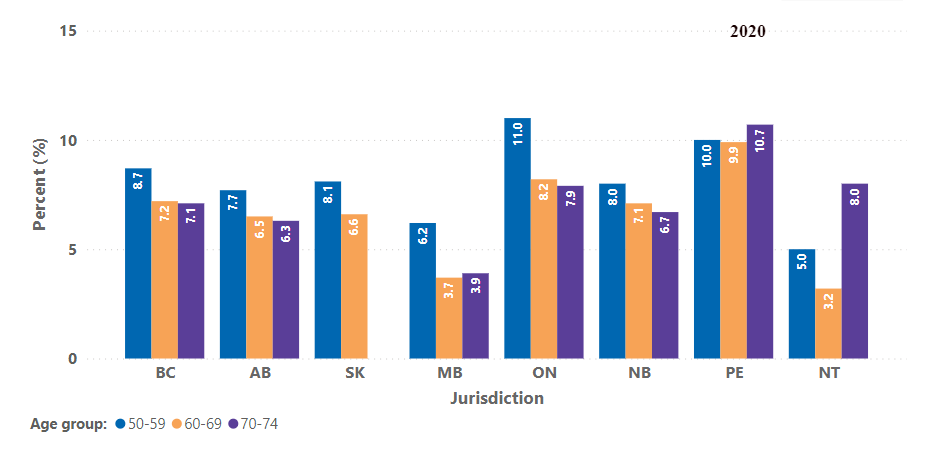 15
2020
10
5
0
Percent (%)
8.7 7.2 7.1
7.7 6.5 6.3
8.1 6.6
6.2 3.7 3.9
11.0 8.2 7.9
8.0 7.1 6.7
10.0 9.9 10.7
5.0 3.2 8.0
BC AB SK MB ON NB PE NT
Jurisdiction
Age group: 50-59 60-69 70-74